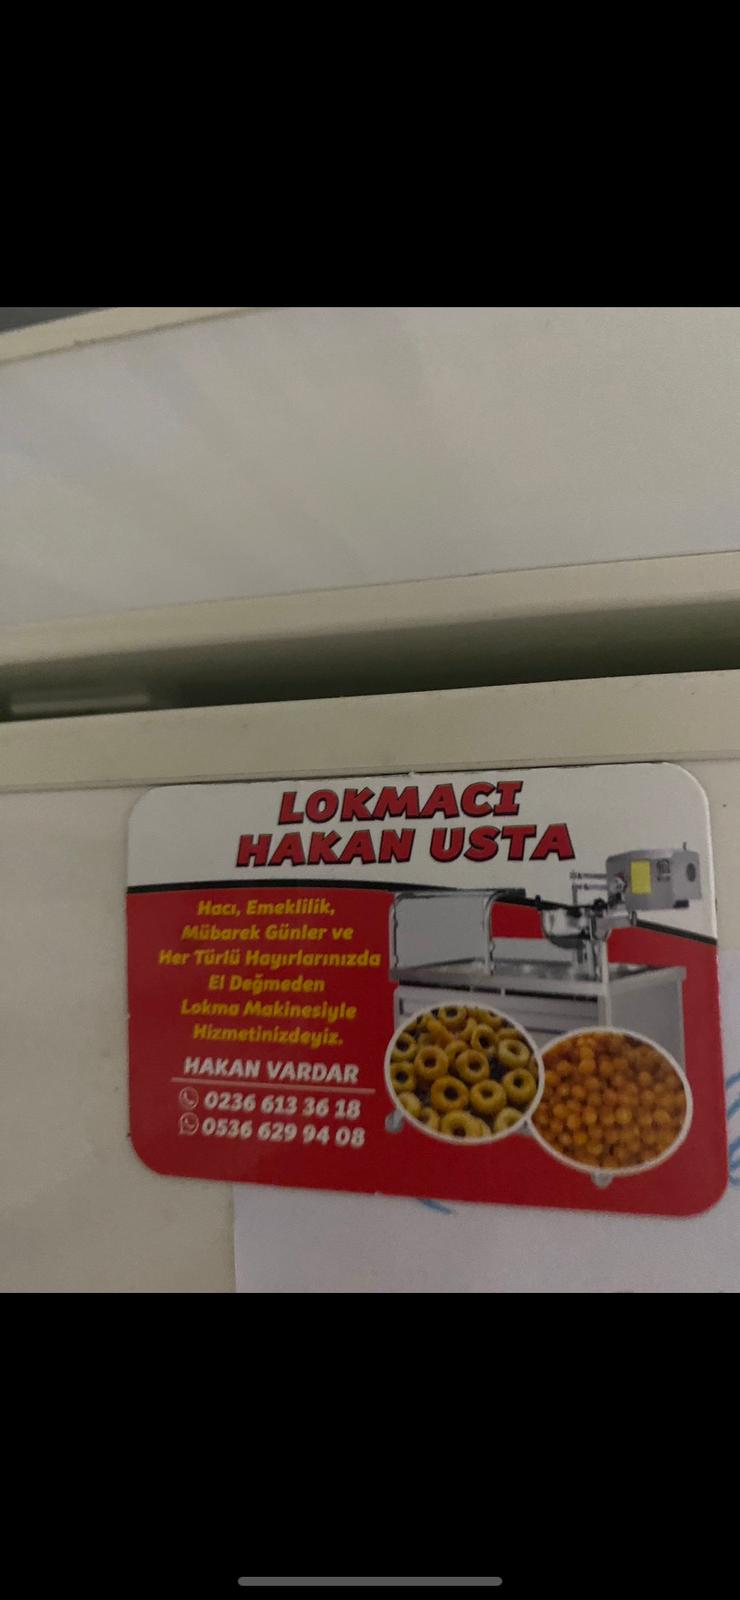 LOKMACI
HAKAN USTA
Hacı, Emeklilik,
Mübarek Günler ve
Her Türlü Hayırlarınızda
El Değmeden
Lokma Makinesiyle
Hizmetinizdeyiz.
HAKAN VARDAR
0236 613 36 18
0536 629 94 08